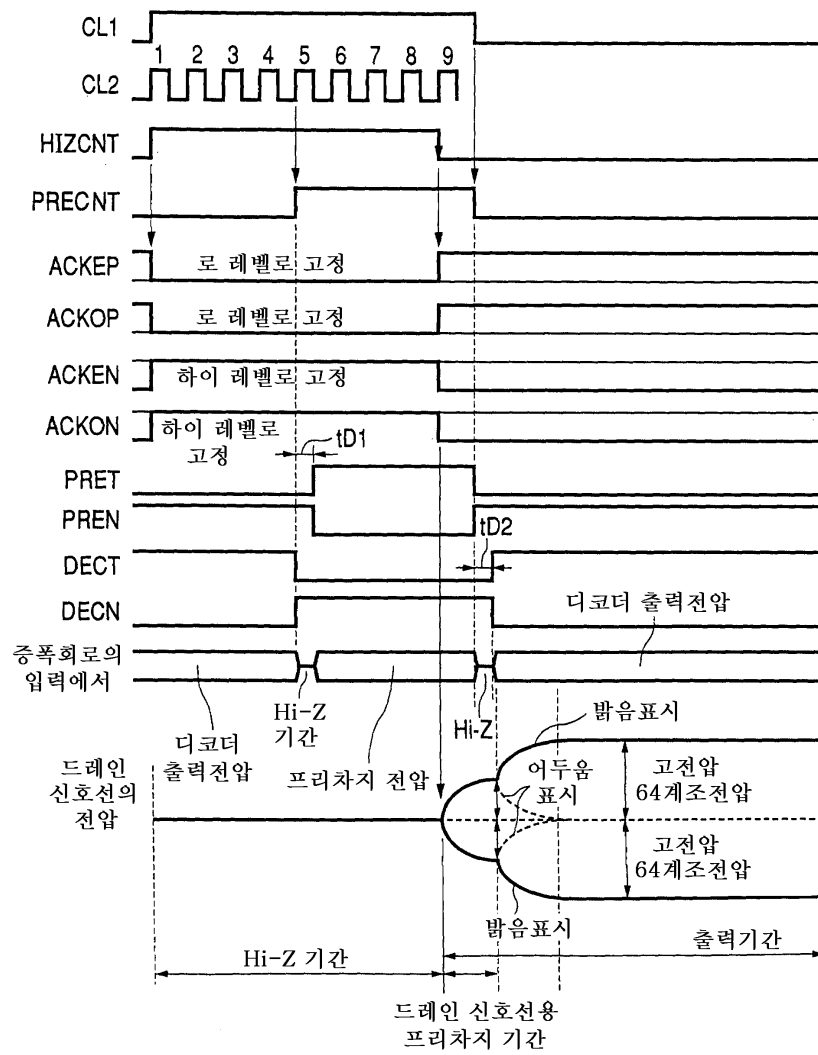 CL1
1 2 3 4 5 6 7 8 9
CL2
HIZCNT
PRECNT
ACKEP
로 레벨로 고정
ACKOP
로 레벨로 고정
ACKEN
하이 레벨로 고정
ACKON
하이 레벨로
고정
tD1
PRET
PREN
tD2
DECT
DECN
디코더 출력전압
증폭회로의
입력에서
Hi-Z
기간
Hi-Z
디코더
출력전압
프리차지 전압
밝음표시
드레인
신호선의
전압
어두움
표시
고전압
64계조전압
고전압
64계조전압
밝음표시
출력기간
Hi-Z 기간
드레인 신호선용
프리차지 기간